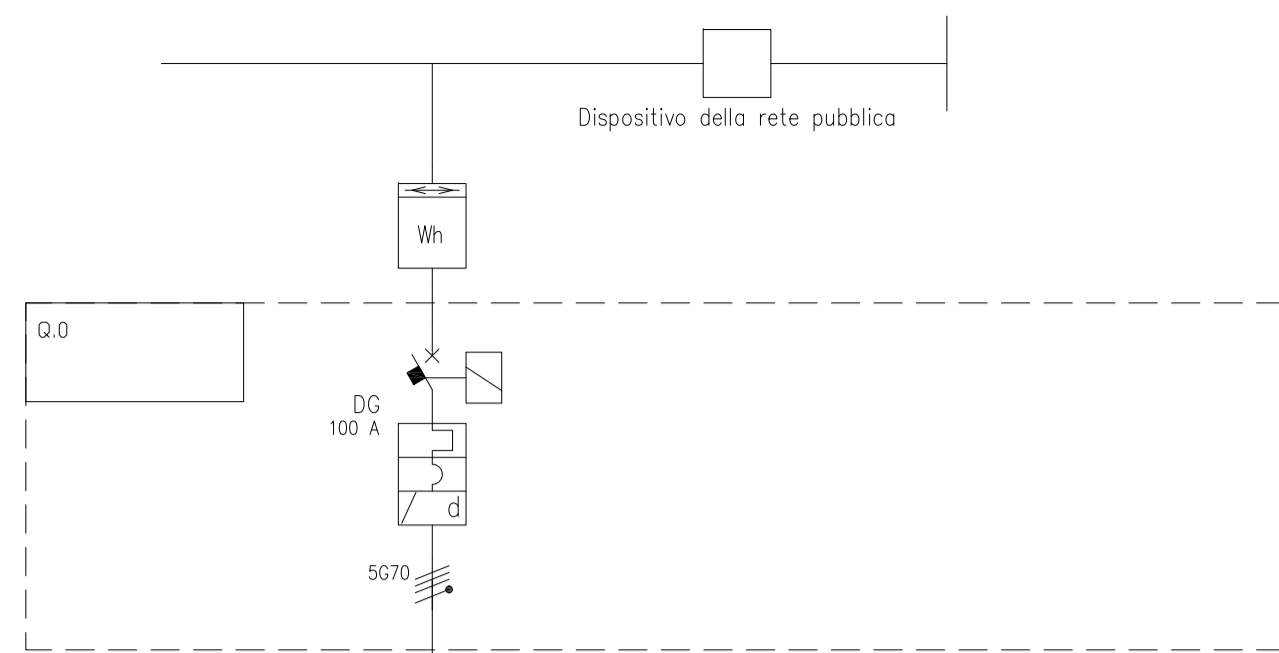 Dispositivo della rete pubblica
Wh
Q.0
DG
100 A
d
5G70